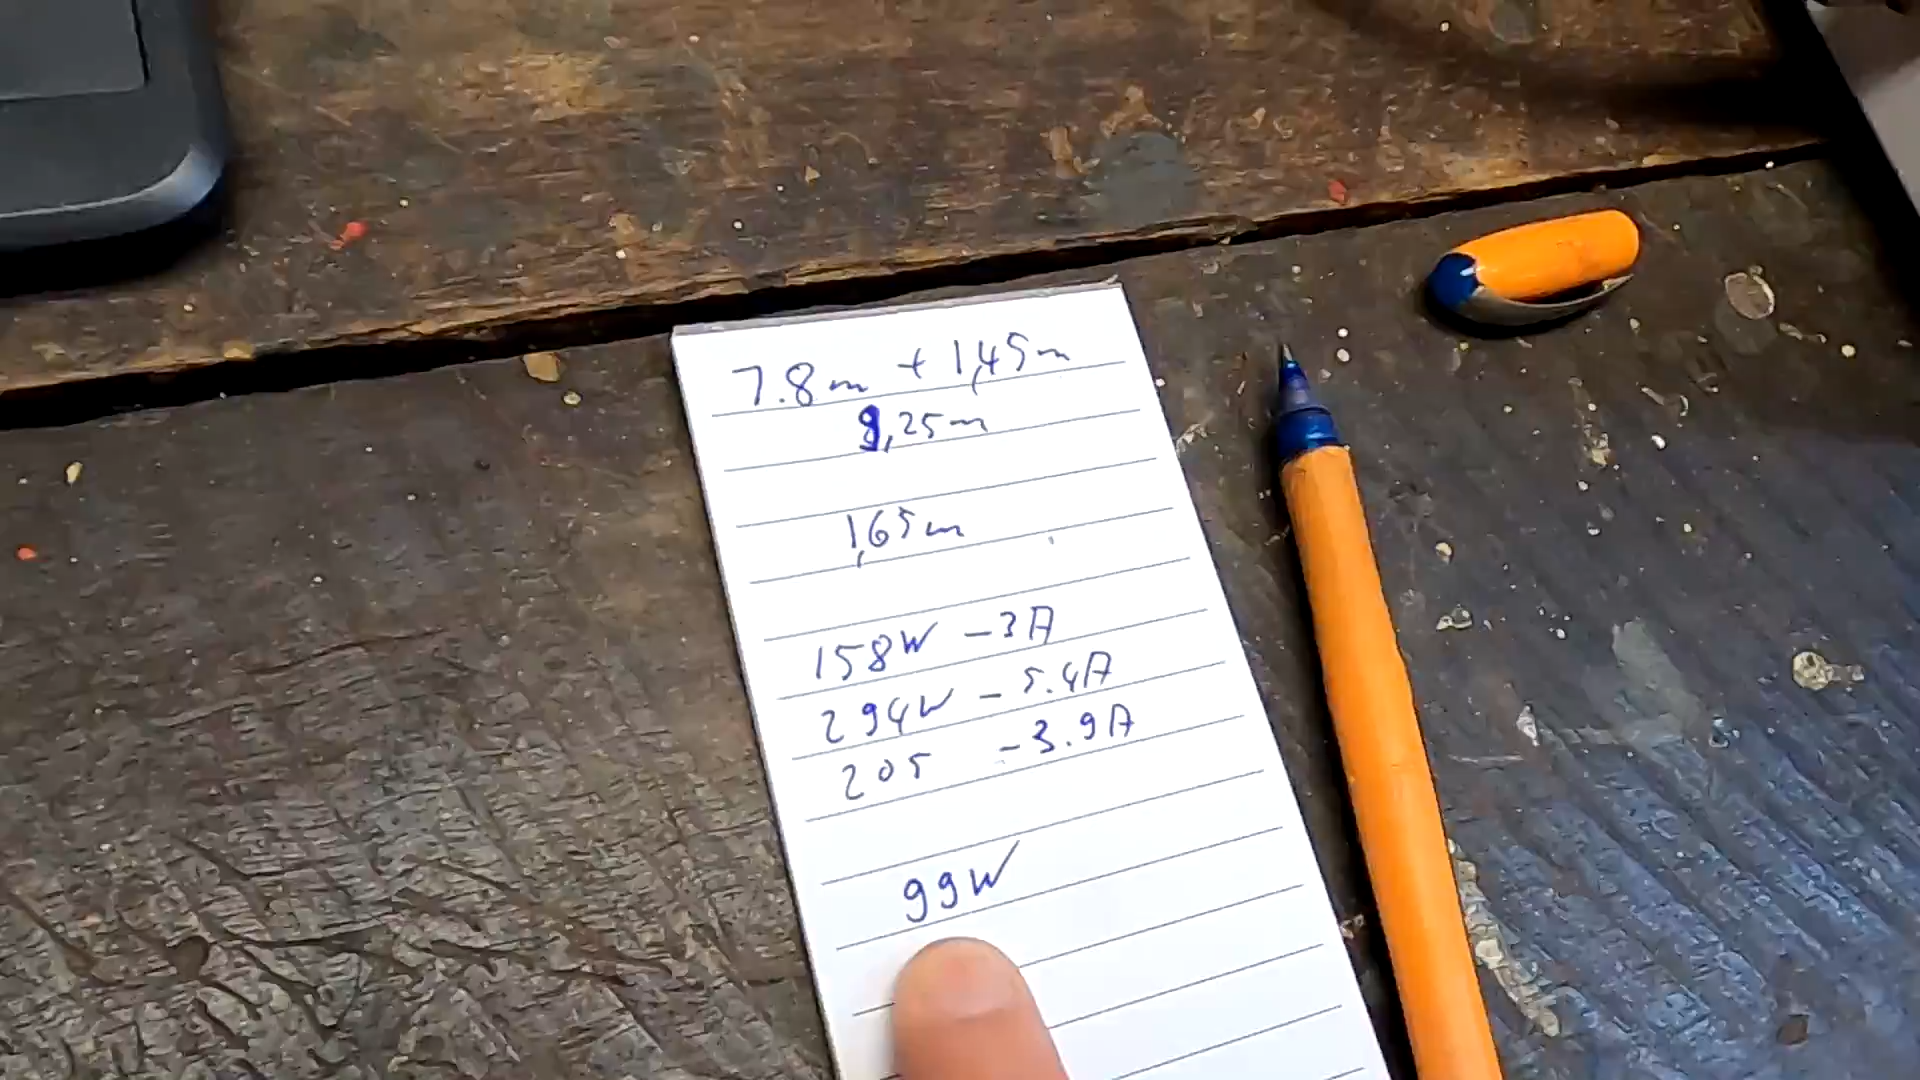 7.8m + 1,45m
9,25m
1,65m
158W - 3A
294W - 5.4A
205 - 3.9A
99W